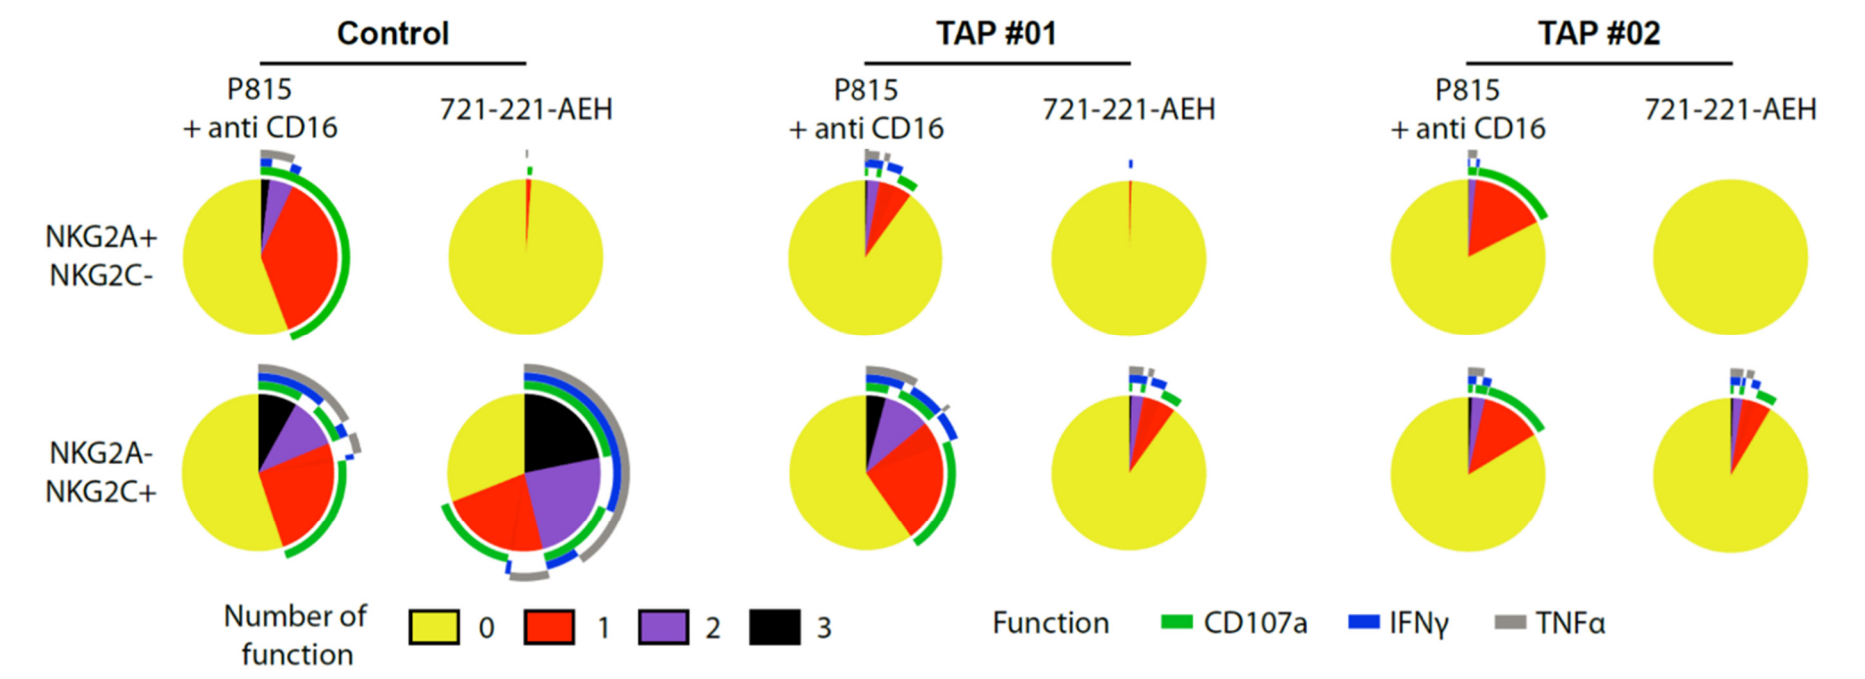 Control
TAP #01
TAP #02
P815
+ anti CD16
721-221-AEH
P815
+ anti CD16
721-221-AEH
P815
+ anti CD16
721-221-AEH
NKG2A+
NKG2C-
NKG2A-
NKG2C+
Number of
function
0
1
2
3
Function
CD107a
IFNγ
TNFα